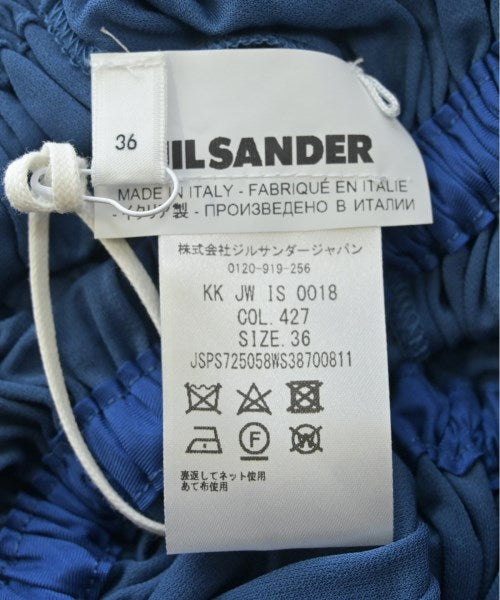 36
JIL SANDER
MADE IN ITALY - FABRIQUÉ EN ITALIE
イタリア製 - ПРОИЗВЕДЕНО В ИТАЛИИ
株式会社ジルサンダージャパン
0120-919-256
KK JW IS 0018
COL. 427
SIZE. 36
JSPS725058WS38700811
F
W
裏返してネット使用
あて布使用